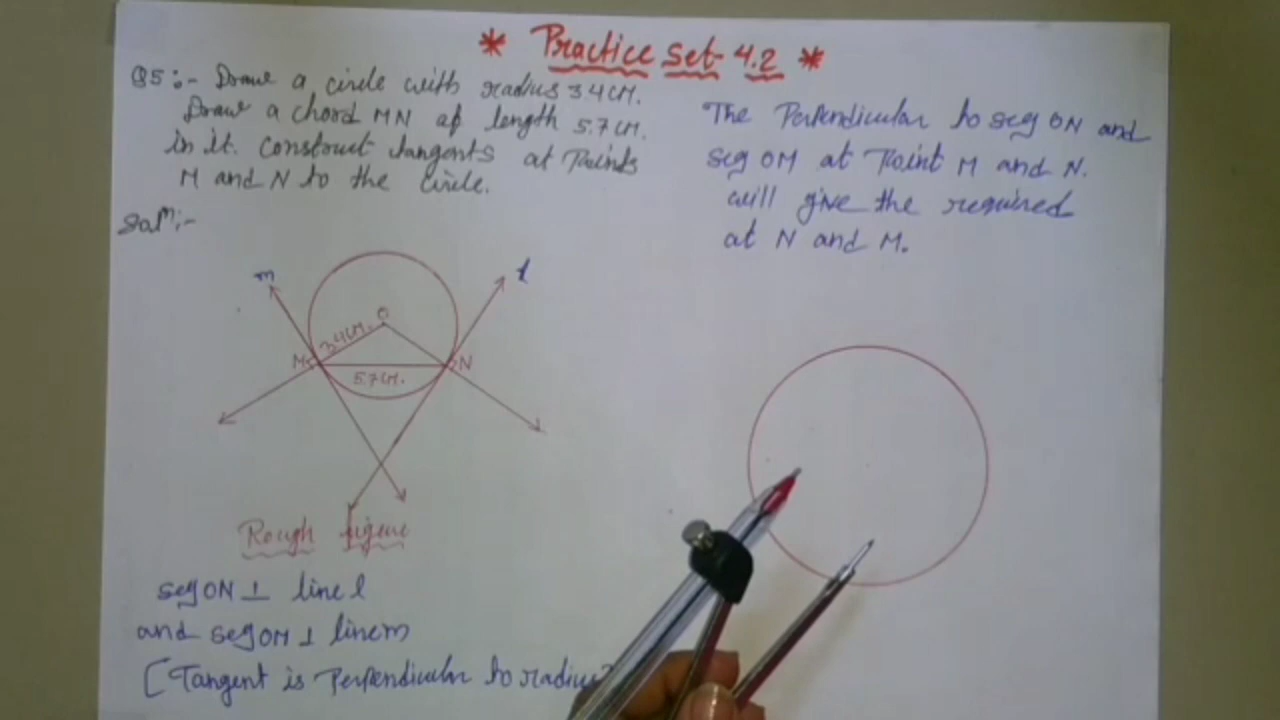 * Practice Set 4.2 *
Q5:- Draw a circle with radius 3.4 CM.
Draw a chord MN of length 5.7 CM.
in it. construct tangents at Points
M and N to the circle.
Solⁿ:-
The Perpendicular to seg ON and
seg OM at Point M and N.
will give the required
at N and M.
m
l
O
3.4 CM.
M
N
5.7 CM.
Rough figure
seg ON ⊥ line l
and seg OM ⊥ line m
[Tangent is Perpendicular to radius